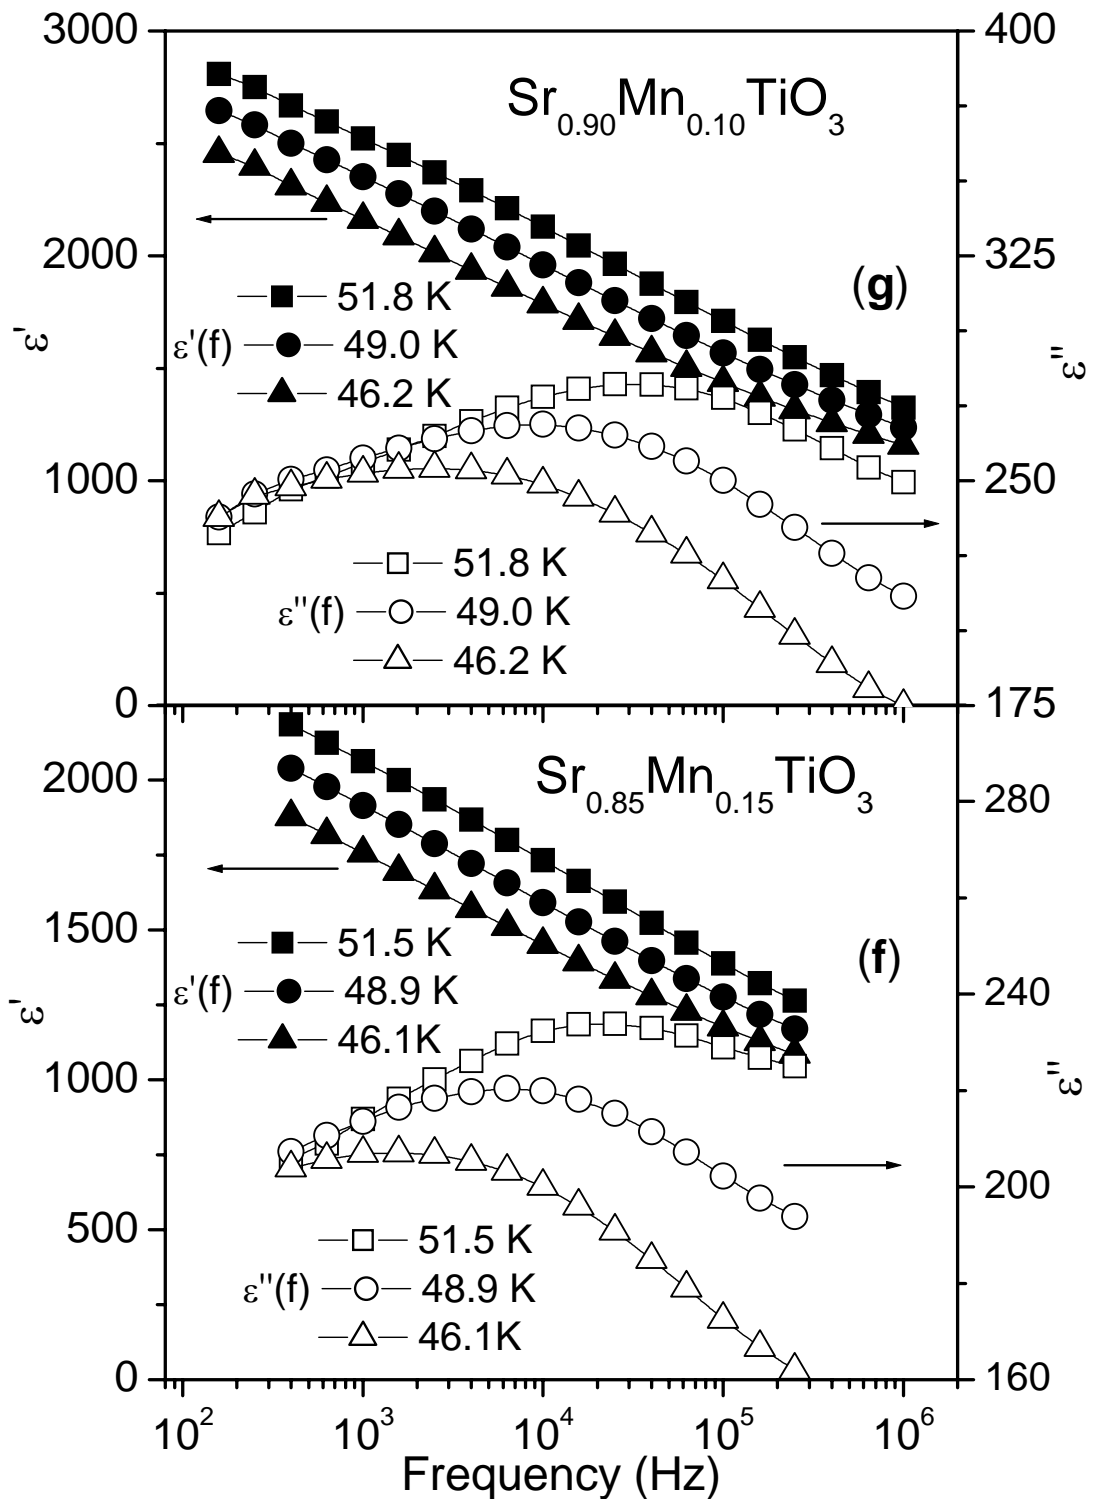 3000
400
Sr0.90Mn0.10TiO3
2000
325
(g)
51.8 K
ε'
ε'(f)
49.0 K
ε''
46.2 K
1000
250
51.8 K
ε''(f)
49.0 K
46.2 K
0
175
2000
Sr0.85Mn0.15TiO3
280
1500
51.5 K
(f)
ε'(f)
48.9 K
240
ε'
46.1K
1000
ε''
200
500
51.5 K
ε''(f)
48.9 K
46.1K
0
160
10^2
10^3
10^4
10^5
10^6
Frequency (Hz)